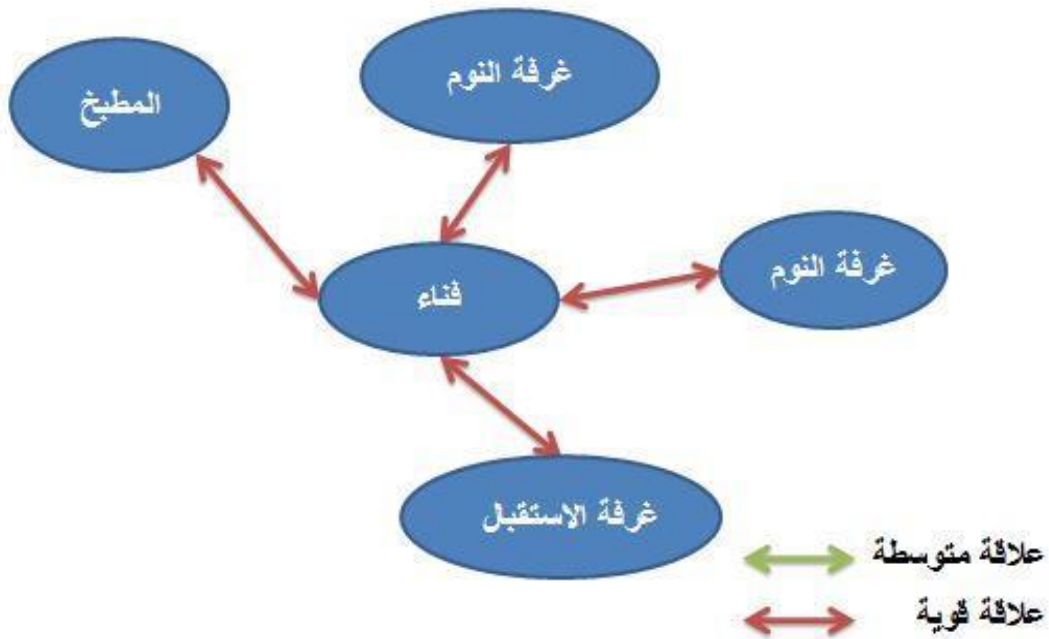 غرفة النوم
المطبخ
غرفة النوم
فناء
غرفة الاستقبال
علاقة متوسطة
علاقة قوية